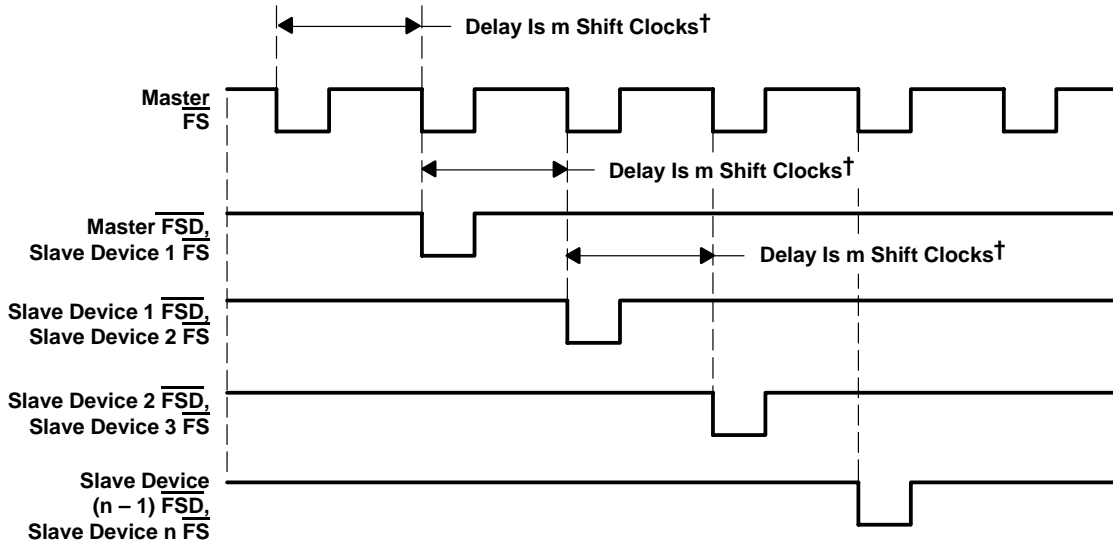 Delay Is m Shift Clocks†
Master
FS
Delay Is m Shift Clocks†
Master FSD,
Slave Device 1 FS
Delay Is m Shift Clocks†
Slave Device 1 FSD,
Slave Device 2 FS
Slave Device 2 FSD,
Slave Device 3 FS
Slave Device
(n – 1) FSD,
Slave Device n FS